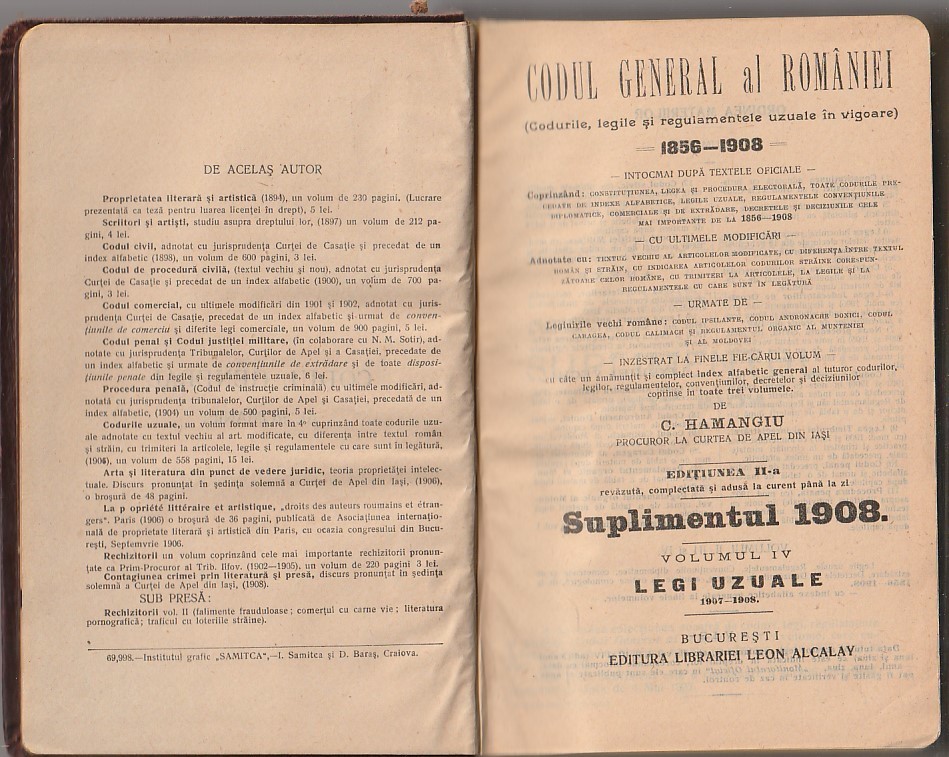 DE ACELAȘ AUTOR
Proprietatea literară și artistică (1894), un volum de 230 pagini. (Lucrare
prezentată ca teză pentru luarea licenței în drept), 5 lei.
Scriitori și artiști, studiu asupra dreptului lor, (1897) un volum de 212 pa-
gini, 4 lei.
Codul civil, adnotat cu jurisprudența Curței de Casație și precedat de un
index alfabetic (1898), un volum de 600 pagini, 3 lei.
Codul de procedură civilă, (textul vechiu și nou), adnotat cu jurisprudența
Curței de Casație și precedat de un index alfabetic (1900), un volum de 700 pa-
gini, 3 lei.
Codul comercial, cu ultimele modificări din 1901 și 1902, adnotat cu juris-
prudența Curței de Casație, precedat de un index alfabetic și urmat de conven-
țiunile de comerciu și diferite legi comerciale, un volum de 900 pagini, 5 lei.
Codul penal și Codul justiției militare, (în colaborare cu N. M. Sotir), ad-
notate cu jurisprudența Tribunalelor, Curților de Apel și a Casației, precedate de
un index alfabetic și urmate de convențiunile de extrădare și de toate disposi-
țiunile penale din legile și regulamentele uzuale, 6 lei.
Procedura penală, (Codul de instrucție criminală) cu ultimele modificări, ad-
notată cu jurisprudența tribunalelor, Curților de Apel și Casației, precedată de un
index alfabetic, (1904) un volum de 500 pagini, 5 lei.
Codurile uzuale, un volum format mare în 4º cuprinzând toate codurile uzu-
ale adnotate cu textul vechiu al art. modificate, cu diferența între textul român
și străin, cu trimiteri la articolele, legile și regulamentele cu care sunt în legătură,
(1906), un volum de 558 pagini, 15 lei.
Arta și literatura din punct de vedere juridic, teoria proprietăței intelec-
tuale. Discurs pronunțat în ședința solemnă a Curței de Apel din Iași, (1906),
o broșură de 48 pagini.
La p opriété littéraire et artistique, „droits des auteurs roumains et étran-
gers“. Paris (1906) o broșură de 36 pagini, publicată de Asociațiunea internațio-
nală de proprietate literară și artistică din Paris, cu ocazia congresului din Bucu-
rești, Septemvrie 1906.
Rechizitorii un volum coprinzând cele mai importante rechizitorii pronun-
țate ca Prim-Procuror al Trib. Ilfov. (1902—1905), un volum de 220 pagini 3 lei.
Contagiunea crimei prin literatură și presă, discurs pronunțat în ședința
solemnă a Curței de Apel din Iași, (1908).
SUB PRESĂ:
Rechizitorii vol. II (falimente frauduloase; comerțul cu carne vie; literatura
pornografică; traficul cu loteriile străine).
69,998.—Institutul grafic „SAMITCA“,—I. Samitca și D. Baraș, Craiova.
CODUL GENERAL al ROMÂNIEI
(Codurile, legile și regulamentele uzuale în vigoare)
1856—1908
— INTOCMAI DUPĂ TEXTELE OFICIALE —
Coprinzând: CONSTITUȚIUNEA, LEGEA ȘI PROCEDURA ELECTORALĂ, TOATE CODURILE PRE-
CEDATE DE INDEXE ALFABETICE, LEGILE UZUALE, REGULAMENTELE CONVENȚIUNILE
DIPLOMATICE, COMERCIALE ȘI DE EXTRĂDARE, DECRETELE ȘI DECIZIUNILE CELE
MAI IMPORTANTE DE LA 1856—1908
— CU ULTIMELE MODIFICĂRI —
Adnotate cu: TEXTUL VECHIU AL ARTICOLELOR MODIFICATE, CU DIFERENȚA ÎNTRE TEXTUL
ROMÂN ȘI STRĂIN, CU INDICAREA ARTICOLELOR CODURILOR STRĂINE CORESPUN-
ZĂTOARE CELOR ROMÂNE, CU TRIMITERI LA ARTICOLELE, LA LEGILE ȘI LA
REGULAMENTELE CU CARE SUNT ÎN LEGĂTURĂ
— URMATE DE —
Legiuirile vechi române: CODUL IPSILANTE, CODUL ANDRONACHE DONICI, CODUL
CARAGEA, CODUL CALIMACH ȘI REGULAMENTUL ORGANIC AL MUNTENIEI
ȘI AL MOLDOVEI
— INZESTRAT LA FINELE FIE-CĂRUI VOLUM —
cu câte un amănunțit și complect index alfabetic general al tuturor codurilor,
legilor, regulamentelor, convențiunilor, decretelor și deciziunilor
coprinse în toate trei volumele.
DE
C. HAMANGIU
PROCUROR LA CURTEA DE APEL DIN IAȘI
EDIȚIUNEA II-a
revăzută, complectată și adusă la curent până la zi
Suplimentul 1908.
VOLUMUL IV
LEGI UZUALE
1907—1908.
BUCUREȘTI
EDITURA LIBRARIEI LEON ALCALAY